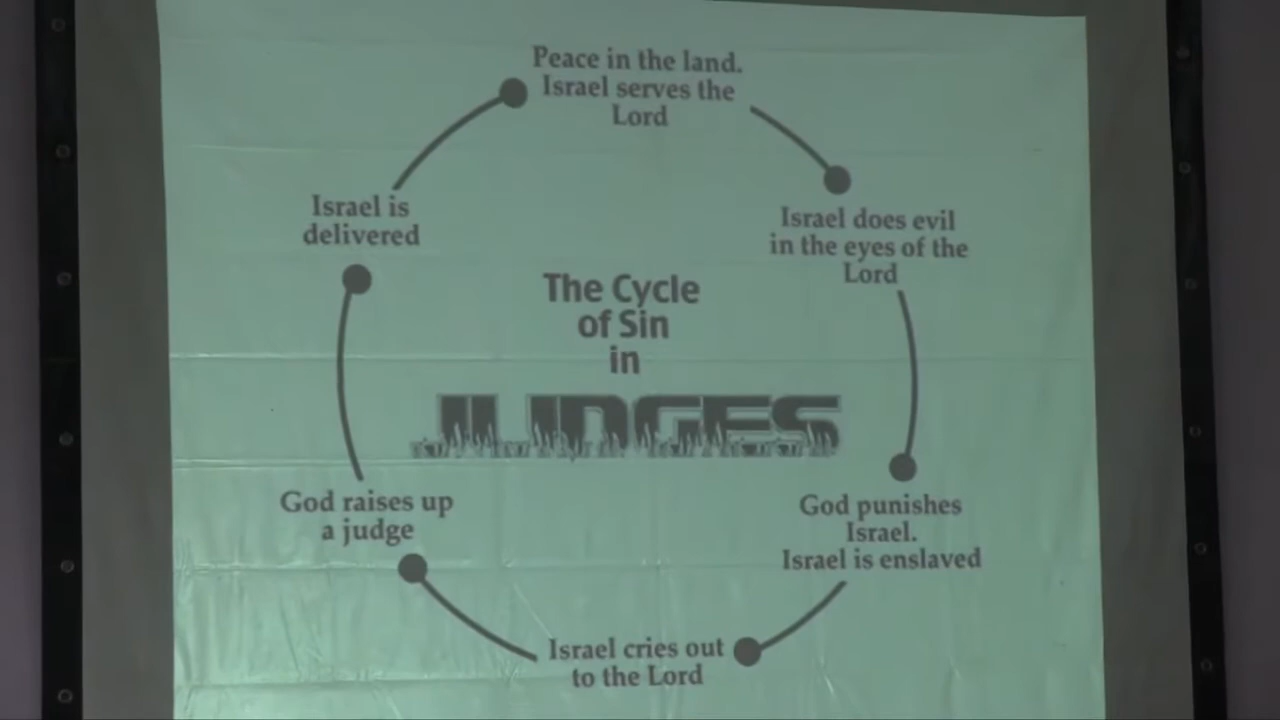 Peace in the land.
Israel serves the
Lord
Israel does evil
in the eyes of the
Lord
God punishes
Israel.
Israel is enslaved
Israel cries out
to the Lord
God raises up
a judge
Israel is
delivered
The Cycle
of Sin
in
JUDGES